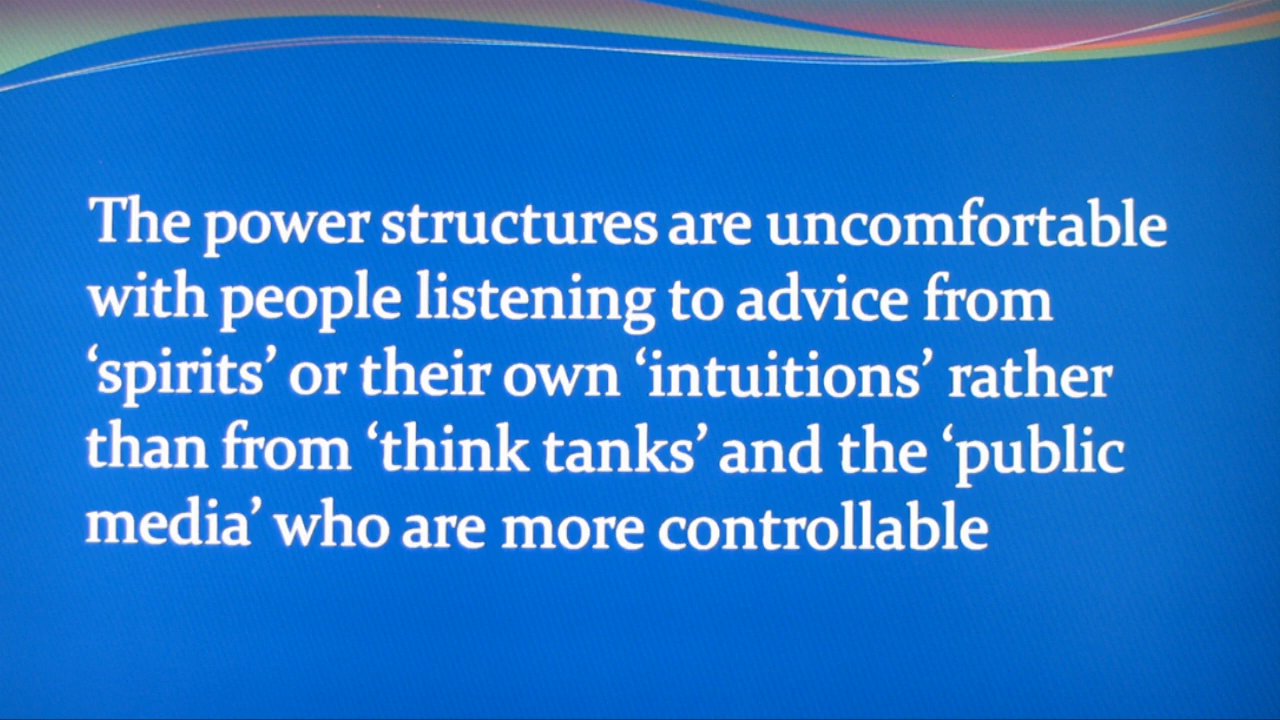 The power structures are uncomfortable
with people listening to advice from
‘spirits’ or their own ‘intuitions’ rather
than from ‘think tanks’ and the ‘public
media’ who are more controllable